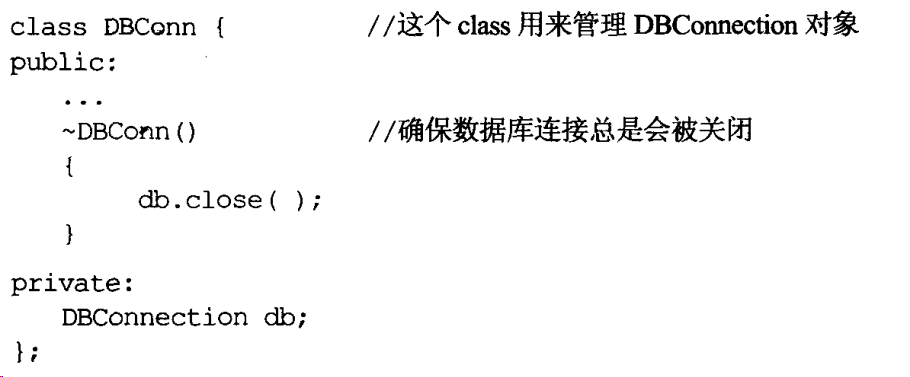 class DBConn { //这个 class 用来管理 DBConnection 对象
public:
...
~DBConn() //确保数据库连接总是会被关闭
{
db.close( );
}
private:
DBConnection db;
};